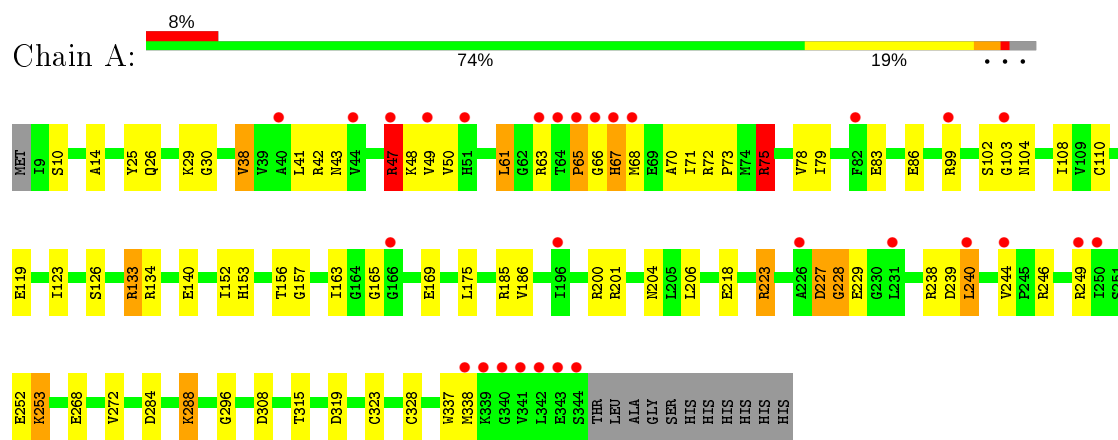 8%
Chain A:
74% 19% • • •
MET I9 S10 A14 Y25 Q26 K29 G30 V38 V39 A40 L41 R42 N43 V44 R47 K48 V49 V50 H51 L61 G62 R63 T64 P65 G66 H67 M68 E69 A70 I71 R72 P73 M74 R75 V78 I79 F82 E83 E86 R99 S102 G103 N104 I108 V109 C110
E119 I123 S126 R133 R134 E140 I152 H153 T156 G157 I163 G164 G165 G166 E169 L175 R185 V186 I196 R200 R201 N204 L205 L206 E218 R223 A226 D227 G228 E229 G230 L231 R238 D239 L240 V244 P245 R246 R249 I250 S251
E252 K253 E268 V272 D284 K288 G296 D308 T315 D319 C323 C328 W337 M338 K339 G340 V341 L342 E343 S344 THR LEU ALA GLY SER HIS HIS HIS HIS HIS HIS